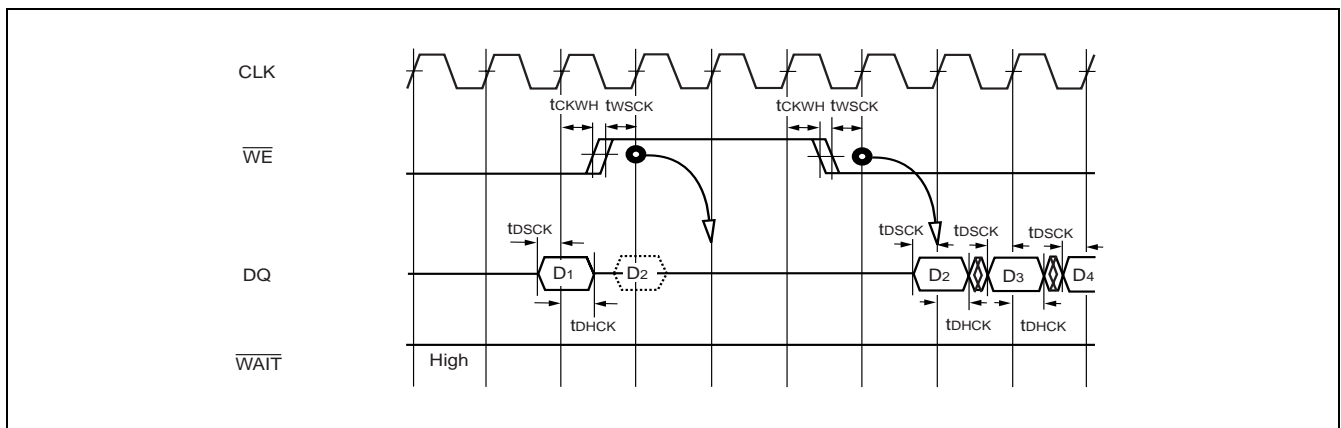 CLK
tCKWH tWSCK tCKWH tWSCK
WE
tDSCK tDSCK tDSCK tDSCK
DQ D1 D2 D2 D3 D4
tDHCK tDHCK tDHCK
WAIT High